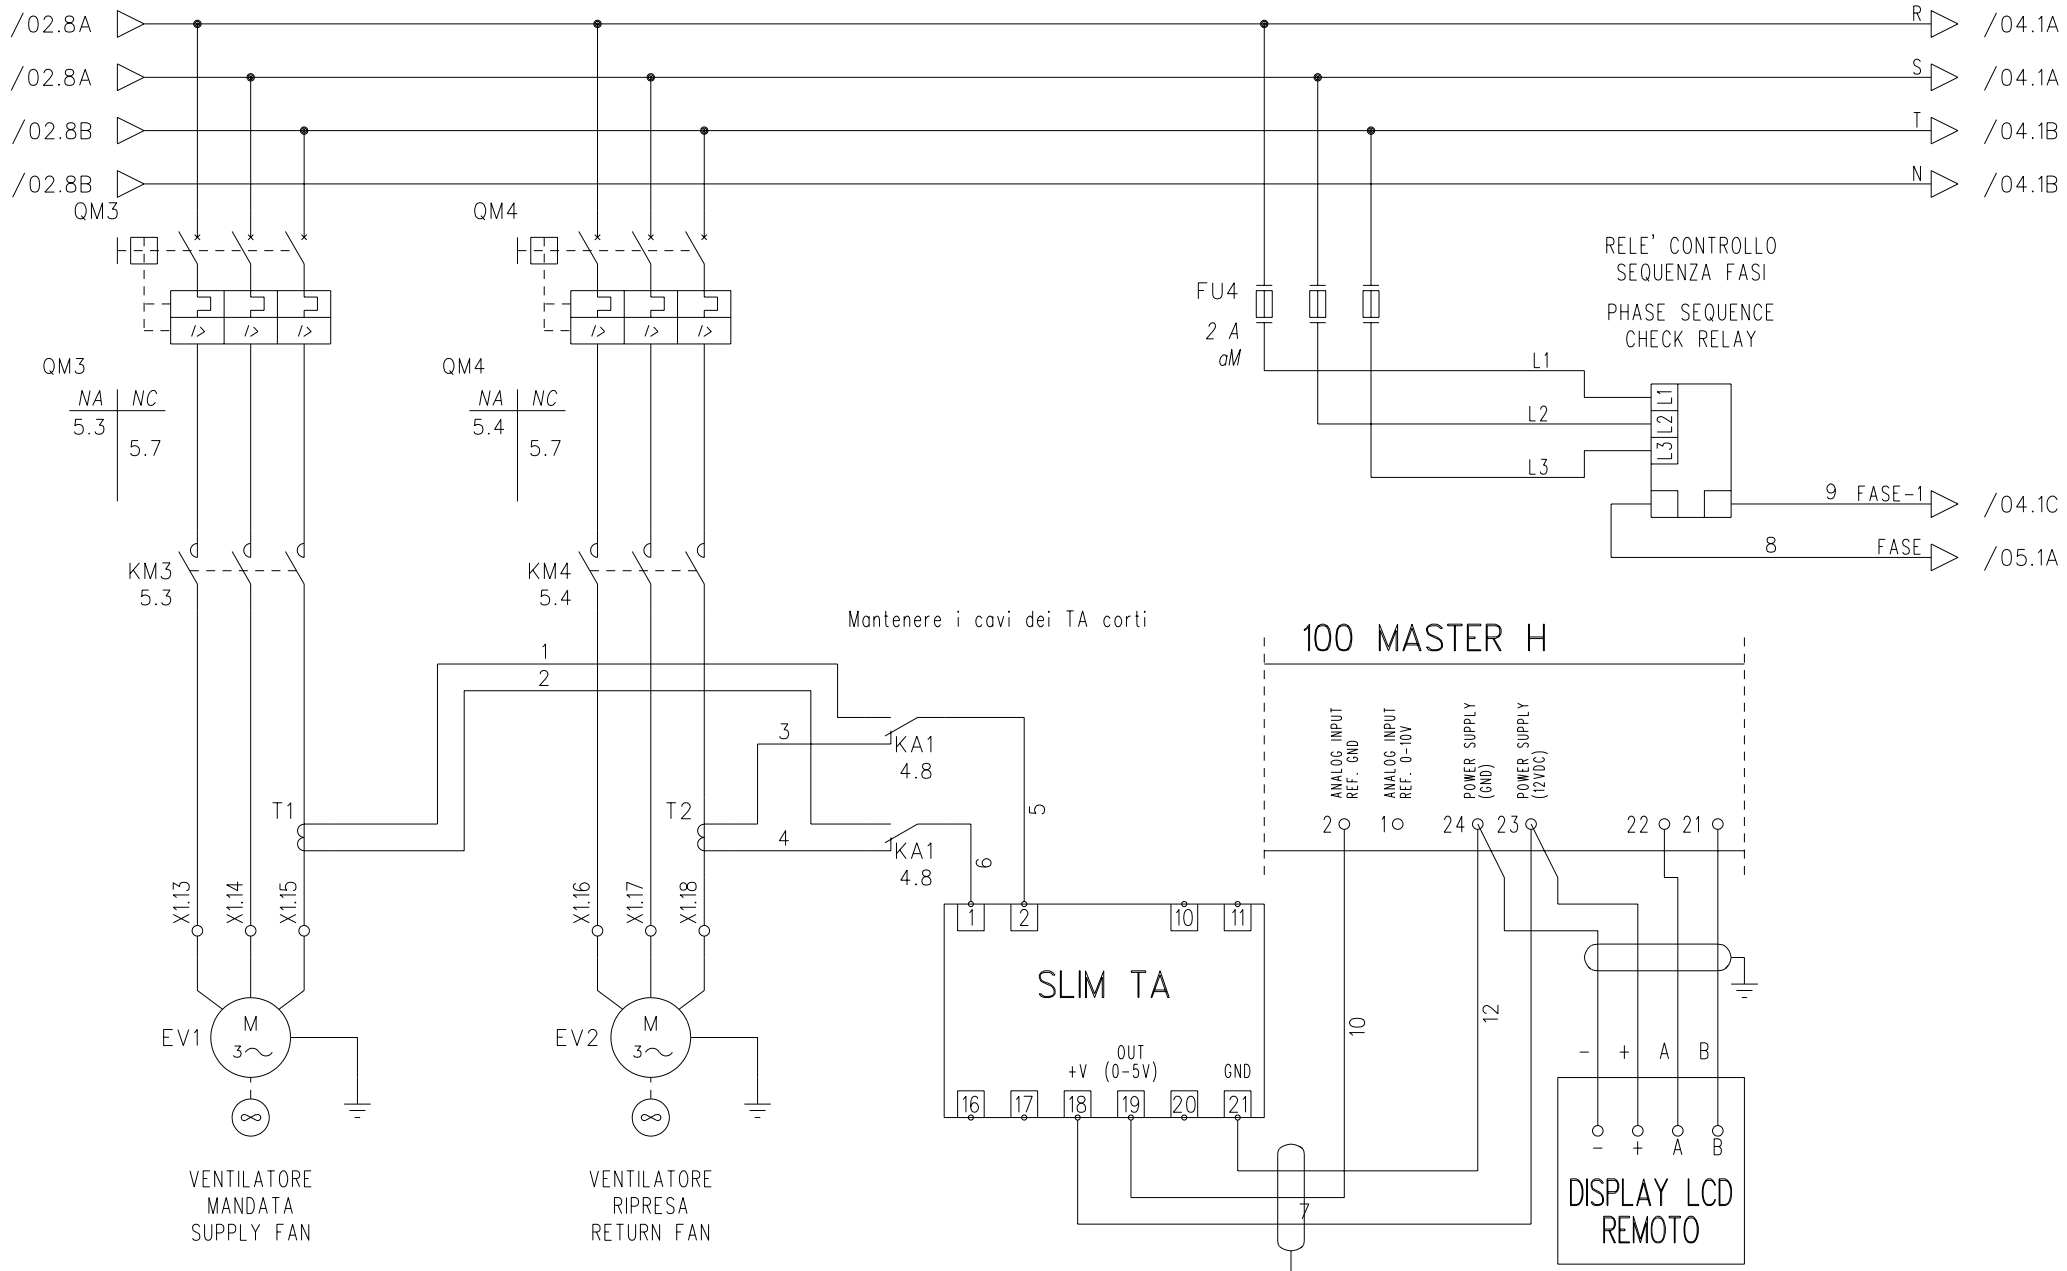 /02.8A
R
/04.1A
/02.8A
S
/04.1A
/02.8B
T
/04.1B
/02.8B
N
/04.1B
QM3
QM4
RELE' CONTROLLO
SEQUENZA FASI
PHASE SEQUENCE
CHECK RELAY
FU4
2 A
aM
I>
I>
I>
I>
I>
I>
QM3
NA NC
5.3
5.7
QM4
NA NC
5.4
5.7
L1
L2
L3
L1
L2
L3
9 FASE-1
/04.1C
8 FASE
/05.1A
KM3
5.3
KM4
5.4
Mantenere i cavi dei TA corti
100 MASTER H
1
2
3
4
KA1
4.8
KA1
4.8
5
6
T1
T2
ANALOG INPUT
REF. GND
ANALOG INPUT
REF. 0-10V
POWER SUPPLY
(GND)
POWER SUPPLY
(12VDC)
2
1
24
23
22
21
X1.13
X1.14
X1.15
X1.16
X1.17
X1.18
1
2
10
11
SLIM TA
EV1
M
3~
EV2
M
3~
+V
OUT
(0-5V)
GND
16
17
18
19
20
21
10
12
7
- + A B
- + A B
DISPLAY LCD
REMOTO
VENTILATORE
MANDATA
SUPPLY FAN
VENTILATORE
RIPRESA
RETURN FAN